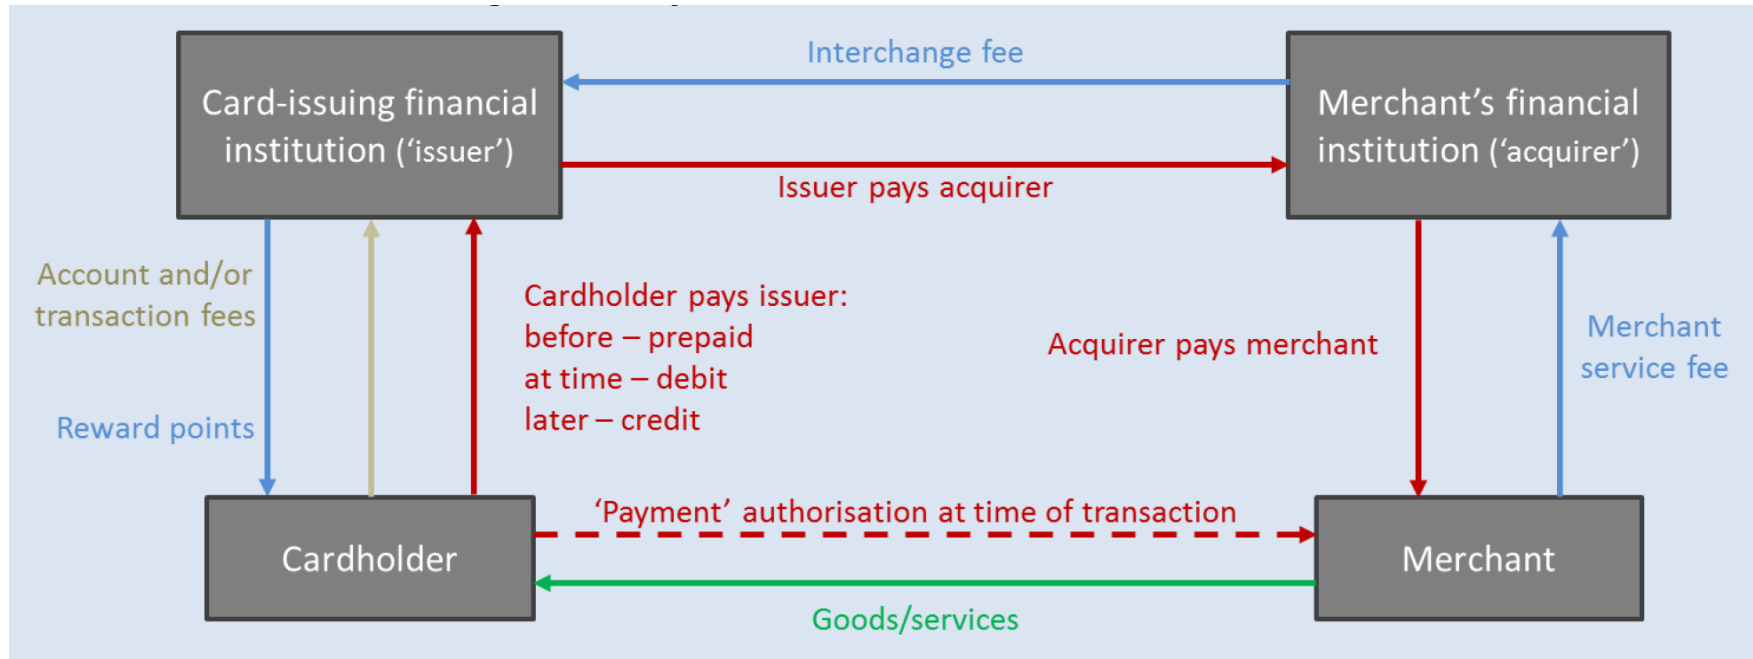 Interchange fee
Card-issuing financial
institution (‘issuer’)
Merchant’s financial
institution (‘acquirer’)
Issuer pays acquirer
Account and/or
transaction fees
Reward points
Cardholder pays issuer:
before – prepaid
at time – debit
later – credit
Acquirer pays merchant
Merchant
service fee
‘Payment’ authorisation at time of transaction
Cardholder
Merchant
Goods/services